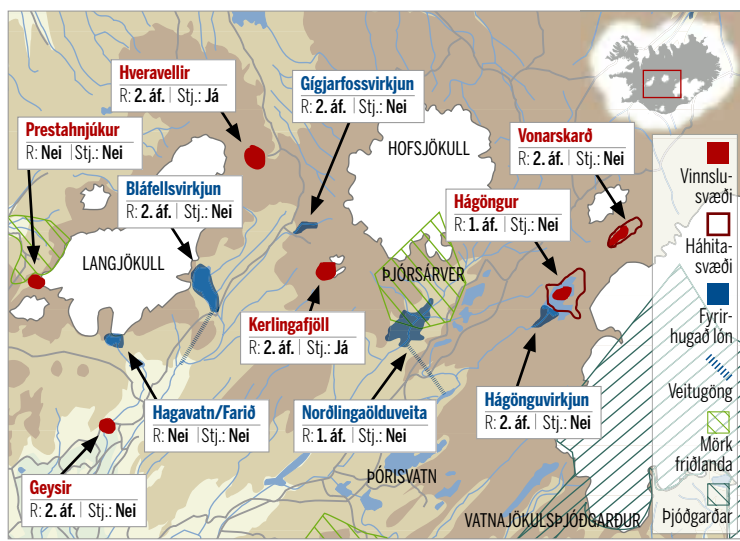 Hveravellir
R: 2. áf. | Stj.: Já
Gígjarfossvirkjun
R: 2. áf. | Stj.: Nei
Prestahnjúkur
R: Nei | Stj.: Nei
HOFSJÖKULL
Vonarskarð
R: 2. áf. | Stj.: Nei
Bláfellsvirkjun
R: 2. áf. | Stj.: Nei
Hágöngur
R: 1. áf. | Stj.: Nei
LANGJÖKULL
ÞJÓRSÁRVER
Kerlingafjöll
R: 2. áf. | Stj.: Já
Hagavatn/Farið
R: Nei | Stj.: Nei
Norðlingaölduveita
R: 1. áf. | Stj.: Nei
Hágönguvirkjun
R: 2. áf. | Stj.: Nei
Geysir
R: 2. áf. | Stj.: Nei
ÞÓRISVATN
VATNAJÖKULSÞJÓÐGARÐUR
Vinnslu-
svæði
Háhita-
svæði
Fyrir-
hugað lón
Veitugöng
Mörk
friðlanda
Þjóðgarðar